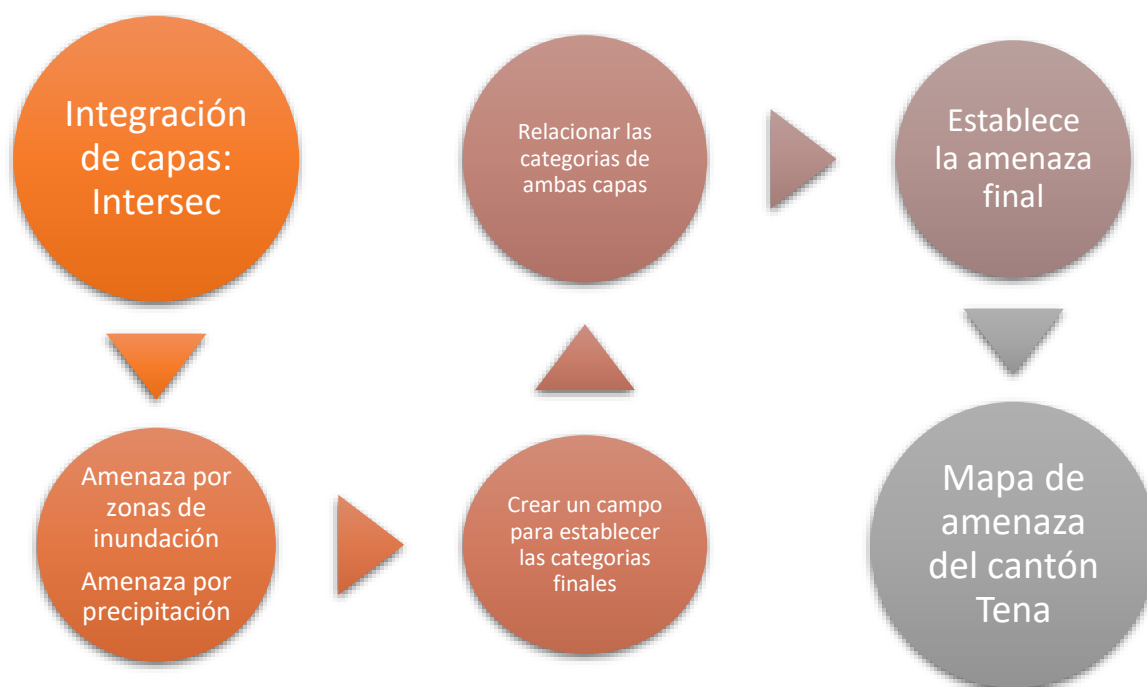 Integración
de capas:
Intersec
Amenaza por
zonas de
inundación
Amenaza por
precipitación
Crear un campo
para establecer
las categorias
finales
Relacionar las
categorias de
ambas capas
Establece
la amenaza
final
Mapa de
amenaza
del cantón
Tena